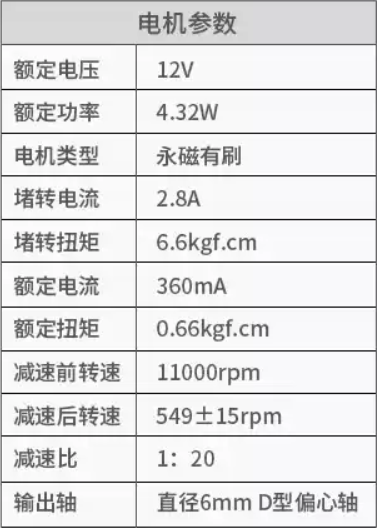 电机参数
额定电压 12V
额定功率 4.32W
电机类型 永磁有刷
堵转电流 2.8A
堵转扭矩 6.6kgf.cm
额定电流 360mA
额定扭矩 0.66kgf.cm
减速前转速 11000rpm
减速后转速 549±15rpm
减速比 1：20
输出轴 直径6mm D型偏心轴